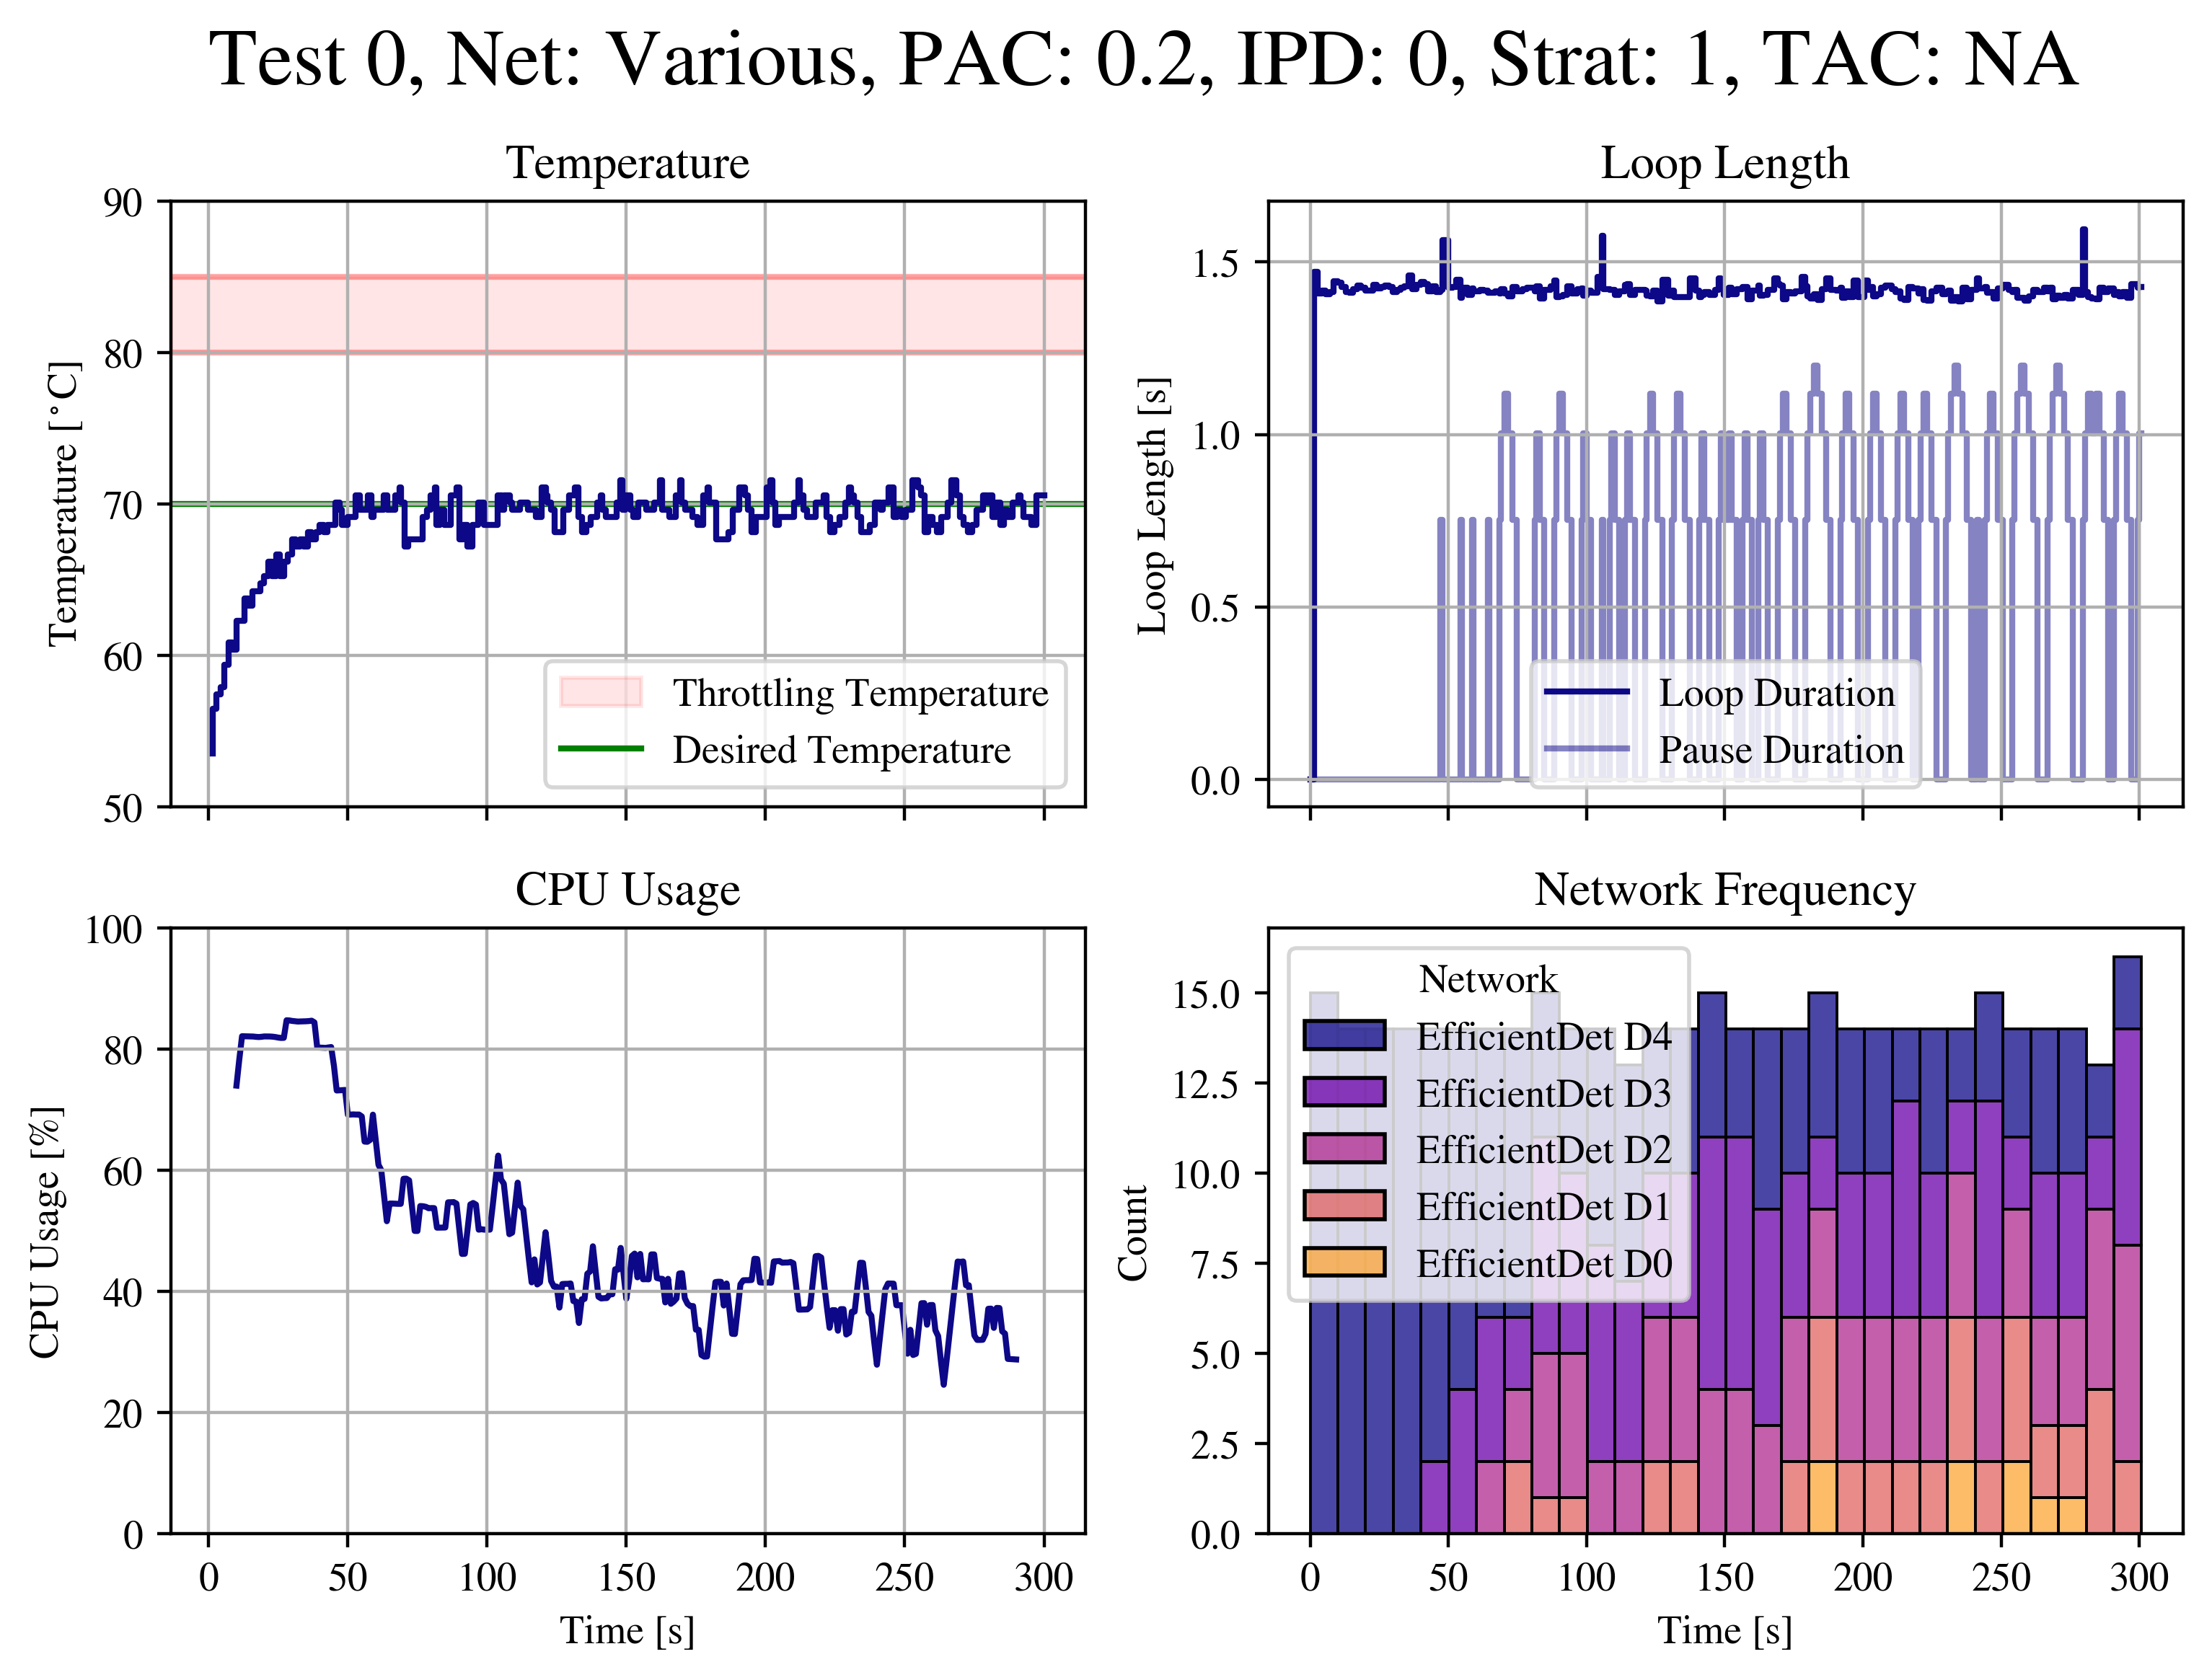 Test 0, Net: Various, PAC: 0.2, IPD: 0, Strat: 1, TAC: NA
Temperature
90
80
70
60
50
Temperature [°C]
Throttling Temperature
Desired Temperature
Loop Length
1.5
1.0
0.5
0.0
Loop Length [s]
Loop Duration
Pause Duration
CPU Usage
100
80
60
40
20
0
CPU Usage [%]
0 50 100 150 200 250 300
Time [s]
Network Frequency
15.0
12.5
10.0
7.5
5.0
2.5
0.0
Count
Network
EfficientDet D4
EfficientDet D3
EfficientDet D2
EfficientDet D1
EfficientDet D0
0 50 100 150 200 250 300
Time [s]